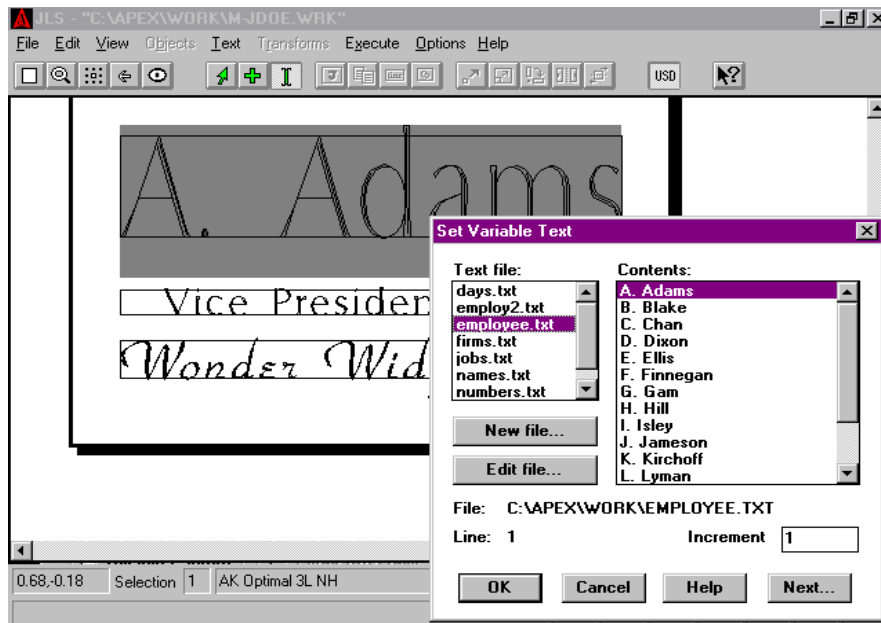 JLS - "C:\APEX\WORK\M-JDOE.WRK"
File Edit View Objects Text Transforms Execute Options Help
USD
A. Adams
Vice Presiden
Wonder Wid
Set Variable Text
Text file:
days.txt
employ2.txt
employee.txt
firms.txt
jobs.txt
names.txt
numbers.txt
New file...
Edit file...
Contents:
A. Adams
B. Blake
C. Chan
D. Dixon
E. Ellis
F. Finnegan
G. Gam
H. Hill
I. Isley
J. Jameson
K. Kirchoff
L. Lyman
File: C:\APEX\WORK\EMPLOYEE.TXT
Line: 1 Increment 1
OK Cancel Help Next...
0.68,-0.18 Selection 1 AK Optimal 3L NH